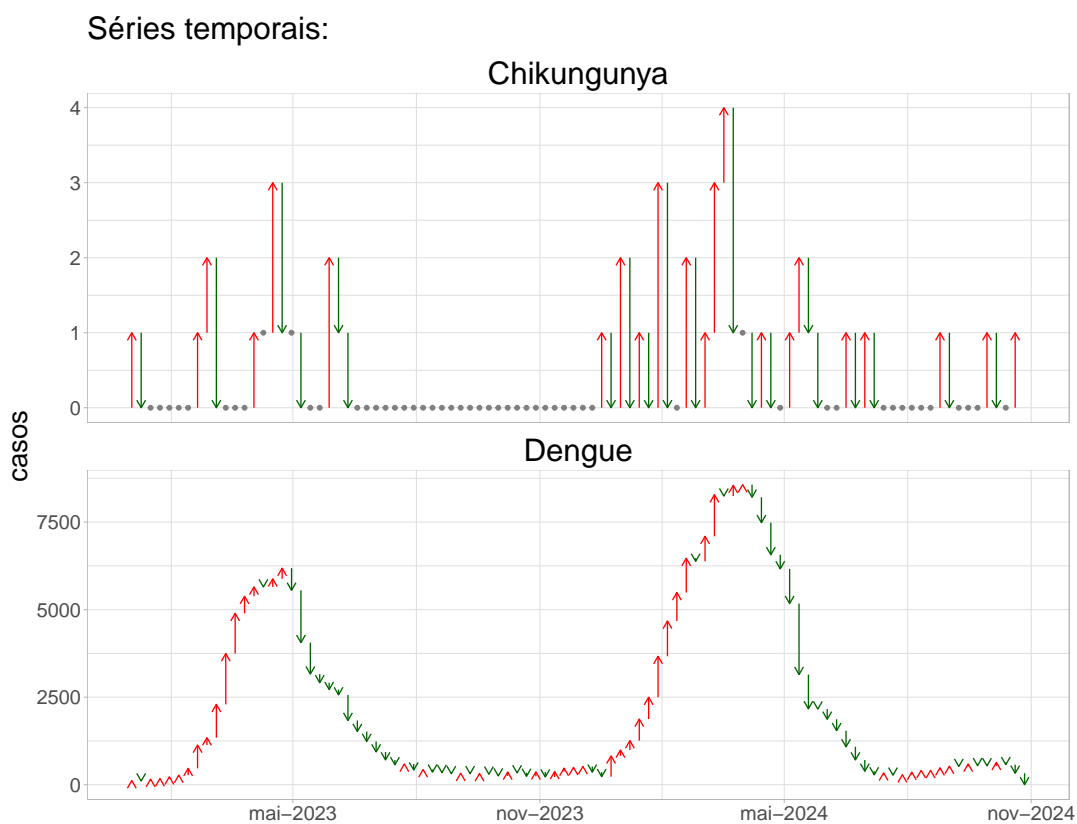 Séries temporais:
Chikungunya
4
3
2
1
0
casos
Dengue
7500
5000
2500
0
mai−2023 nov−2023 mai−2024 nov−2024